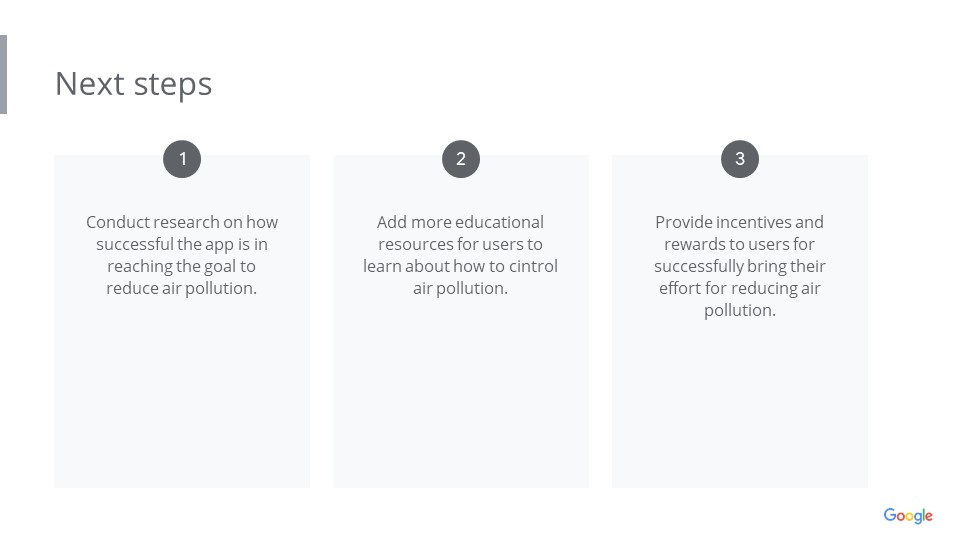 Next steps
1
Conduct research on how
successful the app is in
reaching the goal to
reduce air pollution.
2
Add more educational
resources for users to
learn about how to cintrol
air pollution.
3
Provide incentives and
rewards to users for
successfully bring their
effort for reducing air
pollution.
Google